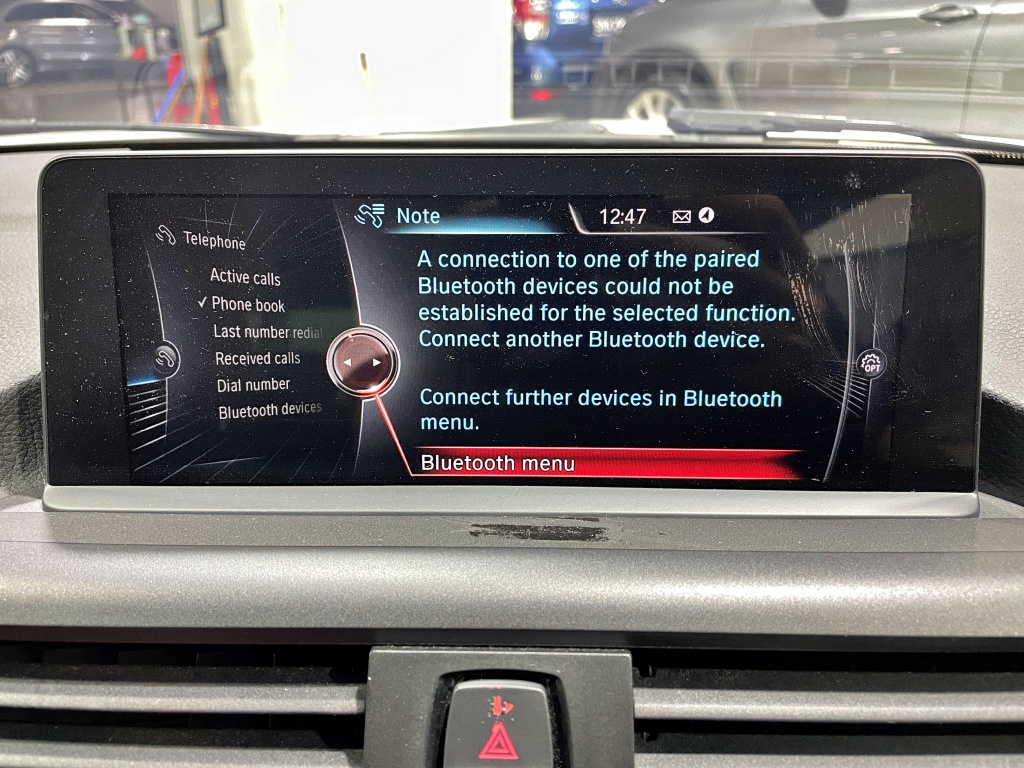 Note
12:47
Telephone
Active calls
✓ Phone book
Last number redial
Received calls
Dial number
Bluetooth devices
A connection to one of the paired
Bluetooth devices could not be
established for the selected function.
Connect another Bluetooth device.
Connect further devices in Bluetooth
menu.
Bluetooth menu
OPT